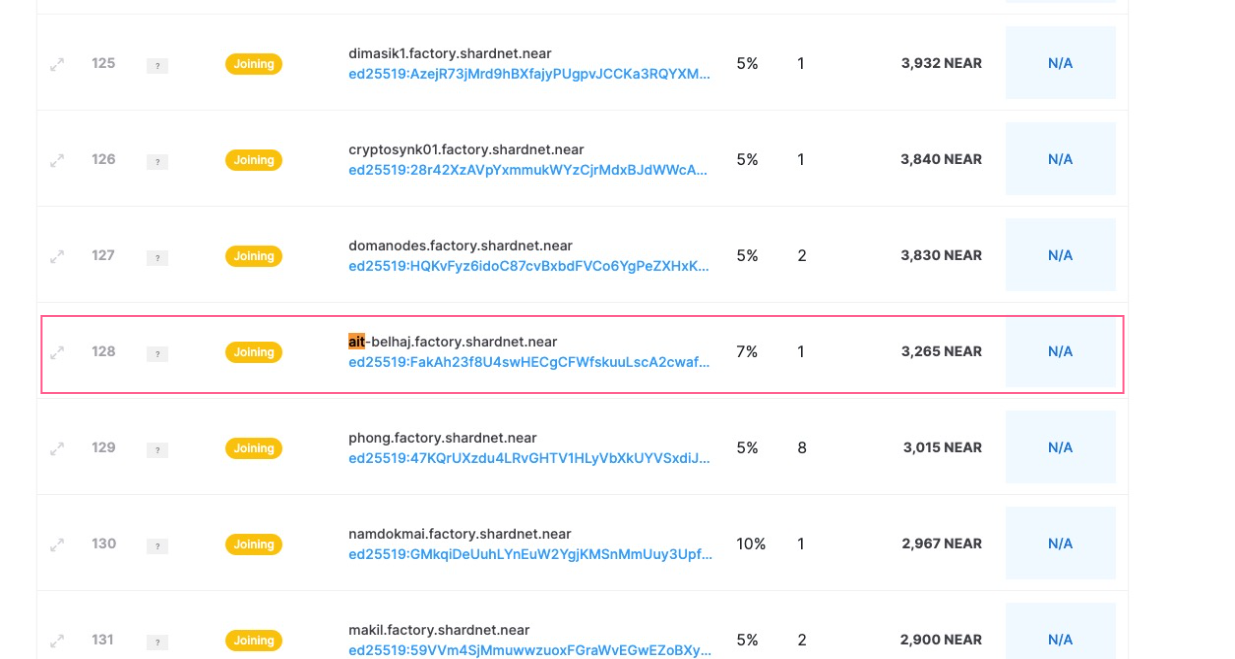 125 ? Joining dimasik1.factory.shardnet.near 5% 1 3,932 NEAR N/A
ed25519:AzejR73jMrd9hBXfajyPUgpvJCCKa3RQYXM...
126 ? Joining cryptosynk01.factory.shardnet.near 5% 1 3,840 NEAR N/A
ed25519:28r42XzAVpYxmmukWYzCjrMdxBJdWWcA...
127 ? Joining domanodes.factory.shardnet.near 5% 2 3,830 NEAR N/A
ed25519:HQKvFyz6idoC87cvBxbdFVCo6YgPeZXHxK...
128 ? Joining ait-belhaj.factory.shardnet.near 7% 1 3,265 NEAR N/A
ed25519:FakAh23f8U4swHECgCFWfskuuLscA2cwaf...
129 ? Joining phong.factory.shardnet.near 5% 8 3,015 NEAR N/A
ed25519:47KQrUXzdu4LRvGHTV1HLyVbXkUYVSxdiJ...
130 ? Joining namdokmai.factory.shardnet.near 10% 1 2,967 NEAR N/A
ed25519:GMkqiDeUuhLYnEuW2YgjKMSnMmUuy3Upf...
131 ? Joining makil.factory.shardnet.near 5% 2 2,900 NEAR N/A
ed25519:59VVm4SjMmuwwzuoxFGraWvEGwEZoBXy...